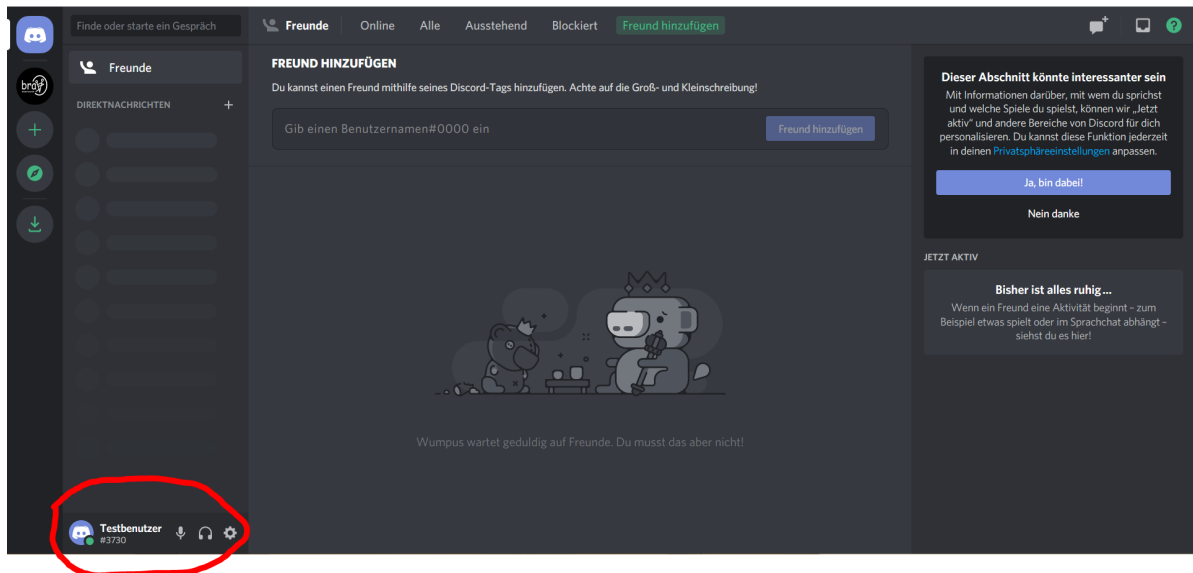 Finde oder starte ein Gespräch
Freunde
Online
Alle
Ausstehend
Blockiert
Freund hinzufügen
Freunde
DIREKTNACHRICHTEN
FREUND HINZUFÜGEN
Du kannst einen Freund mithilfe seines Discord-Tags hinzufügen. Achte auf die Groß- und Kleinschreibung!
Gib einen Benutzernamen#0000 ein
Freund hinzufügen
Wumpus wartet geduldig auf Freunde. Du musst das aber nicht!
Dieser Abschnitt könnte interessanter sein
Mit Informationen darüber, mit wem du sprichst
und welche Spiele du spielst, können wir „Jetzt
aktiv“ und andere Bereiche von Discord für dich
personalisieren. Du kannst diese Funktion jederzeit
in deinen Privatsphäreeinstellungen anpassen.
Ja, bin dabei!
Nein danke
JETZT AKTIV
Bisher ist alles ruhig...
Wenn ein Freund eine Aktivität beginnt – zum
Beispiel etwas spielt oder im Sprachchat abhängt –
siehst du es hier!
Testbenutzer
#3730